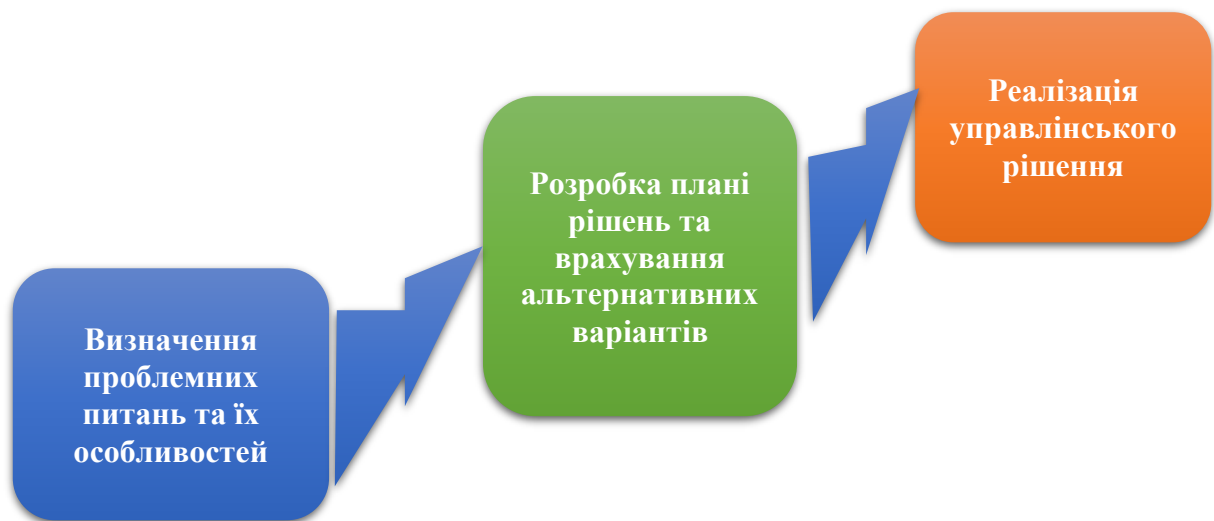 Визначення
проблемних
питань та їх
особливостей
Розробка плані
рішень та
врахування
альтернативних
варіантів
Реалізація
управлінського
рішення